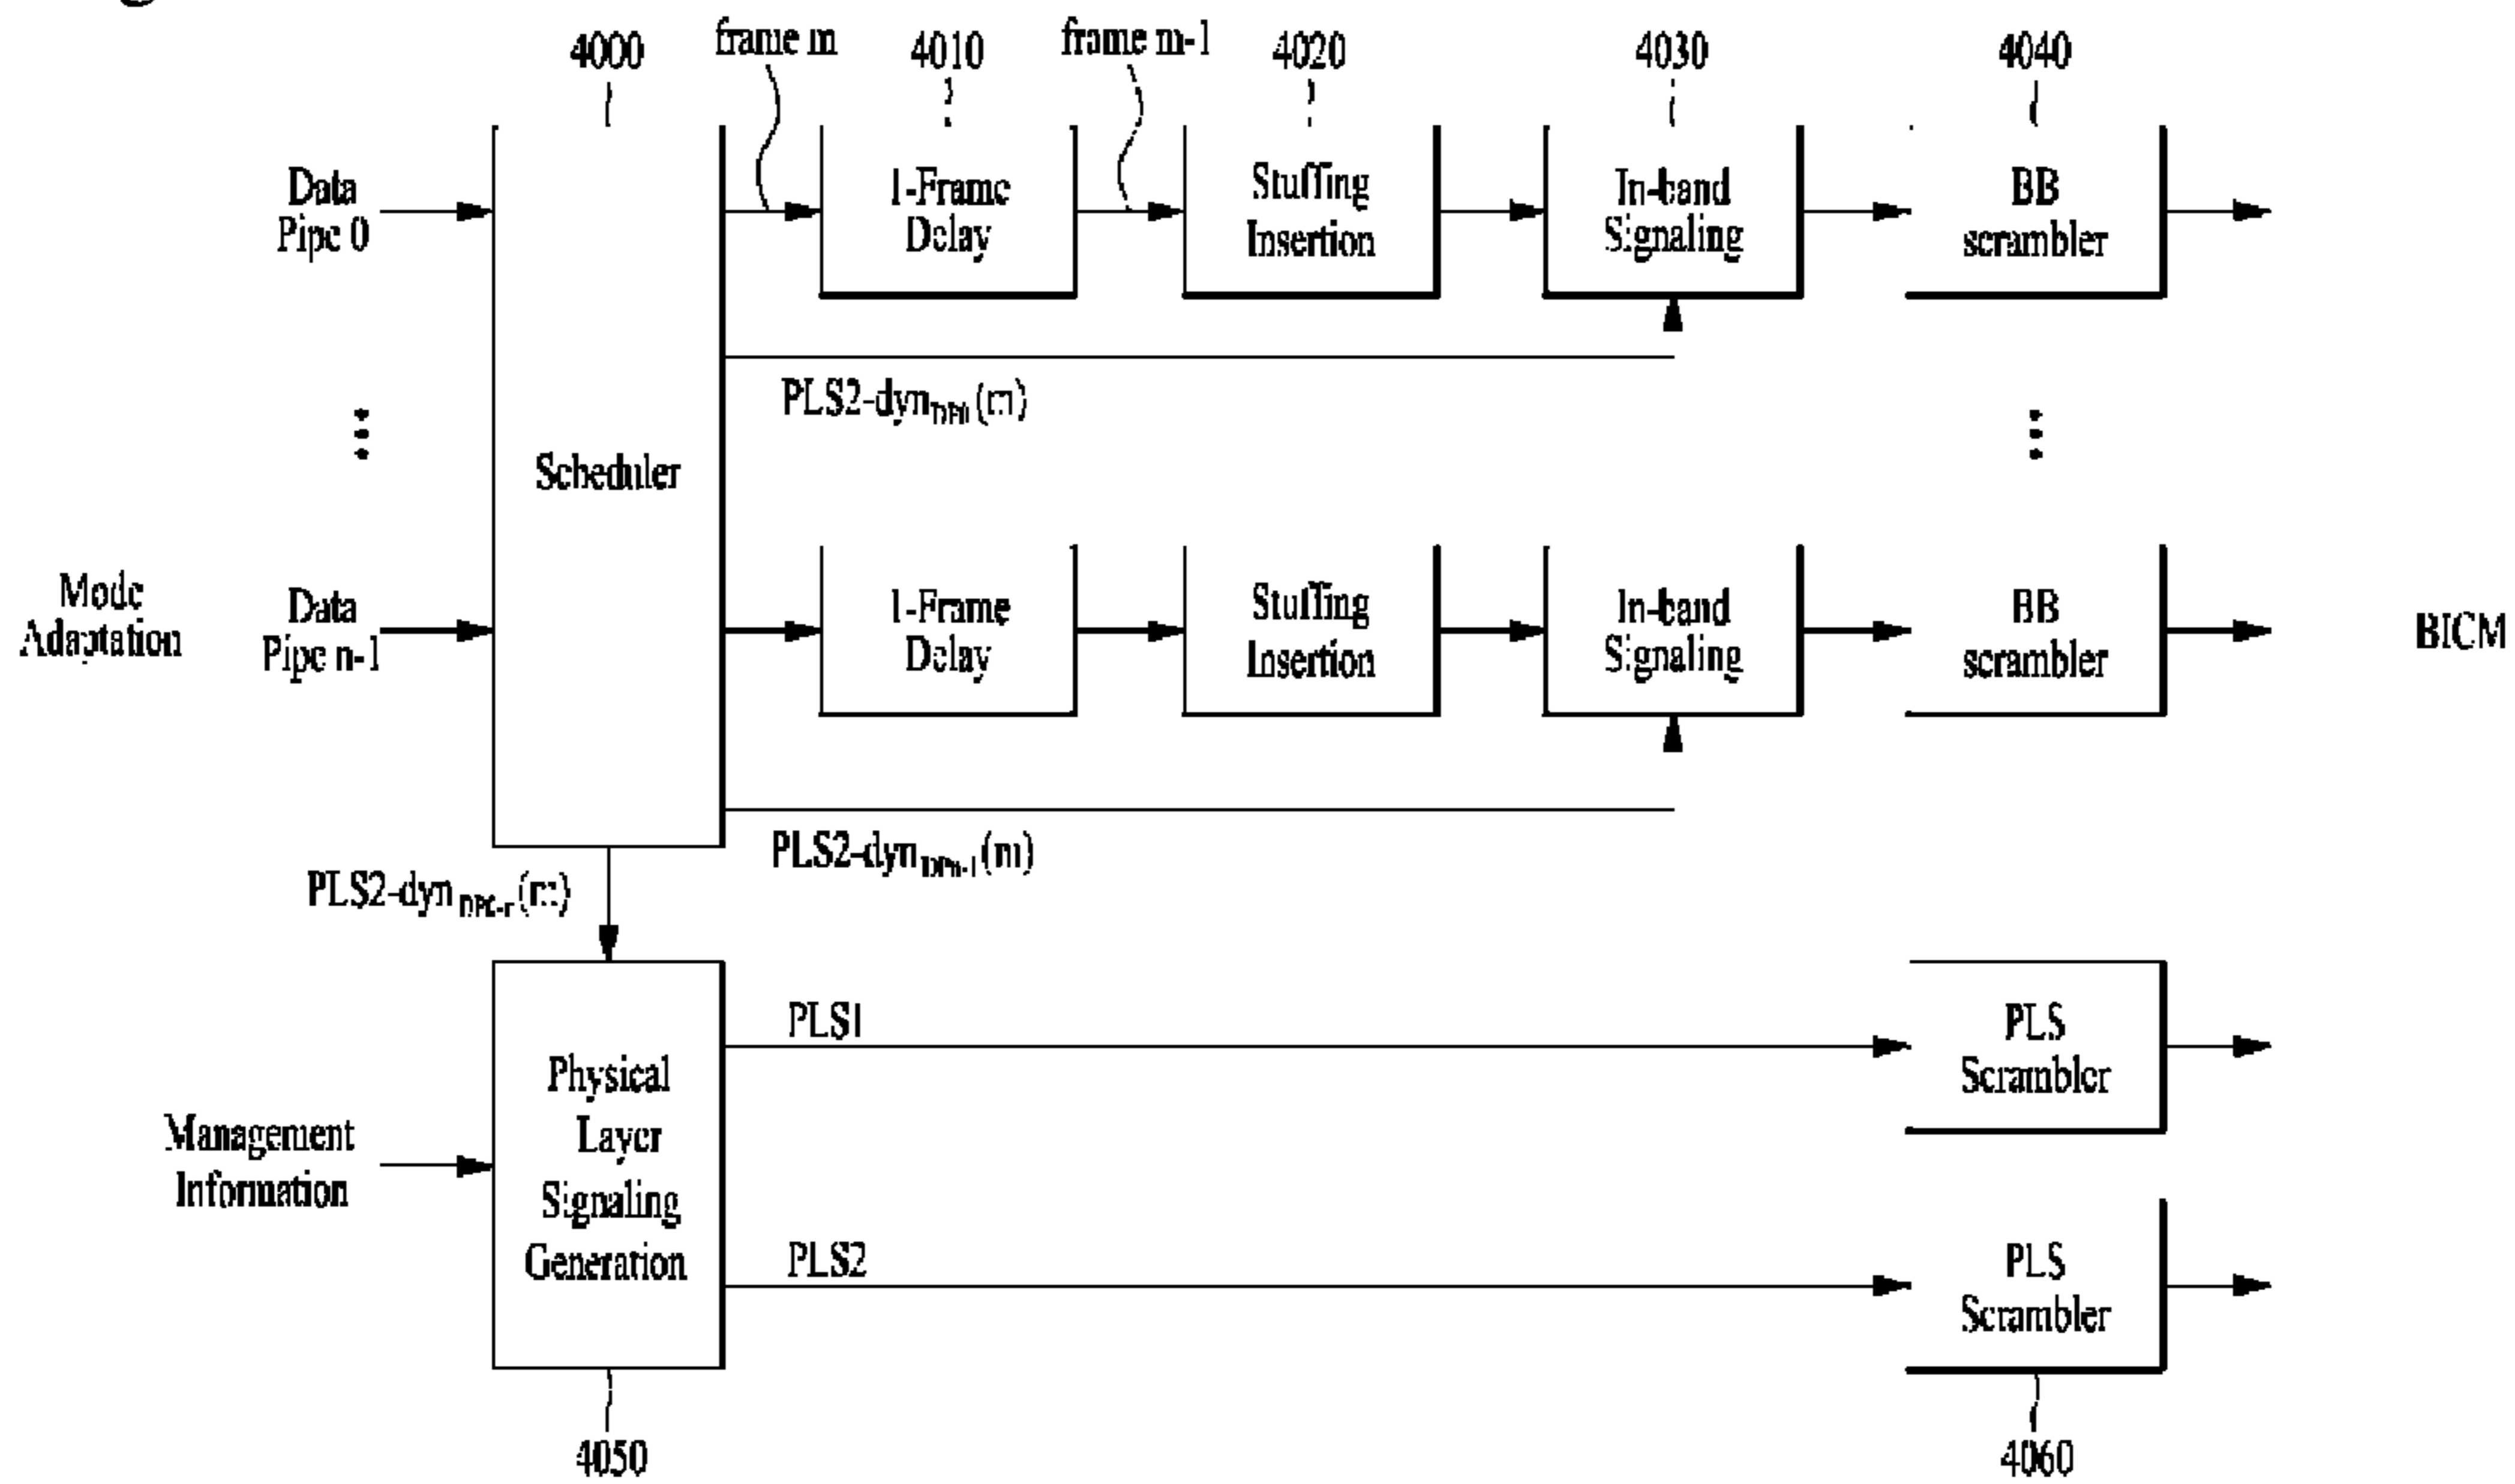 4000
frame m
4010
frame m-1
4020
4030
4040
Data
Pipe 0
1-Frame
Delay
Stuffing
Insertion
In-band
Signaling
BB
scrambler
PLS2-dyn
Scheduler
Mode
Adaptation
Data
Pipe n-1
1-Frame
Delay
Stuffing
Insertion
In-band
Signaling
BB
scrambler
BICM
PLS2-dyn DPn-1 (m)
PLS2-dyn
PLS1
PLS
Scrambler
Physical
Layer
Signaling
Generation
Management
Information
PLS2
PLS
Scrambler
4050
4060